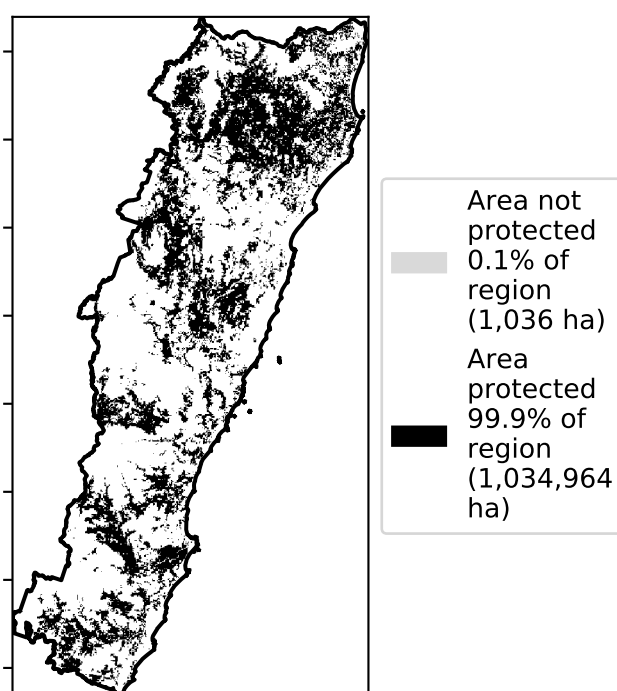 Area not
protected
0.1% of
region
(1,036 ha)
Area
protected
99.9% of
region
(1,034,964
ha)